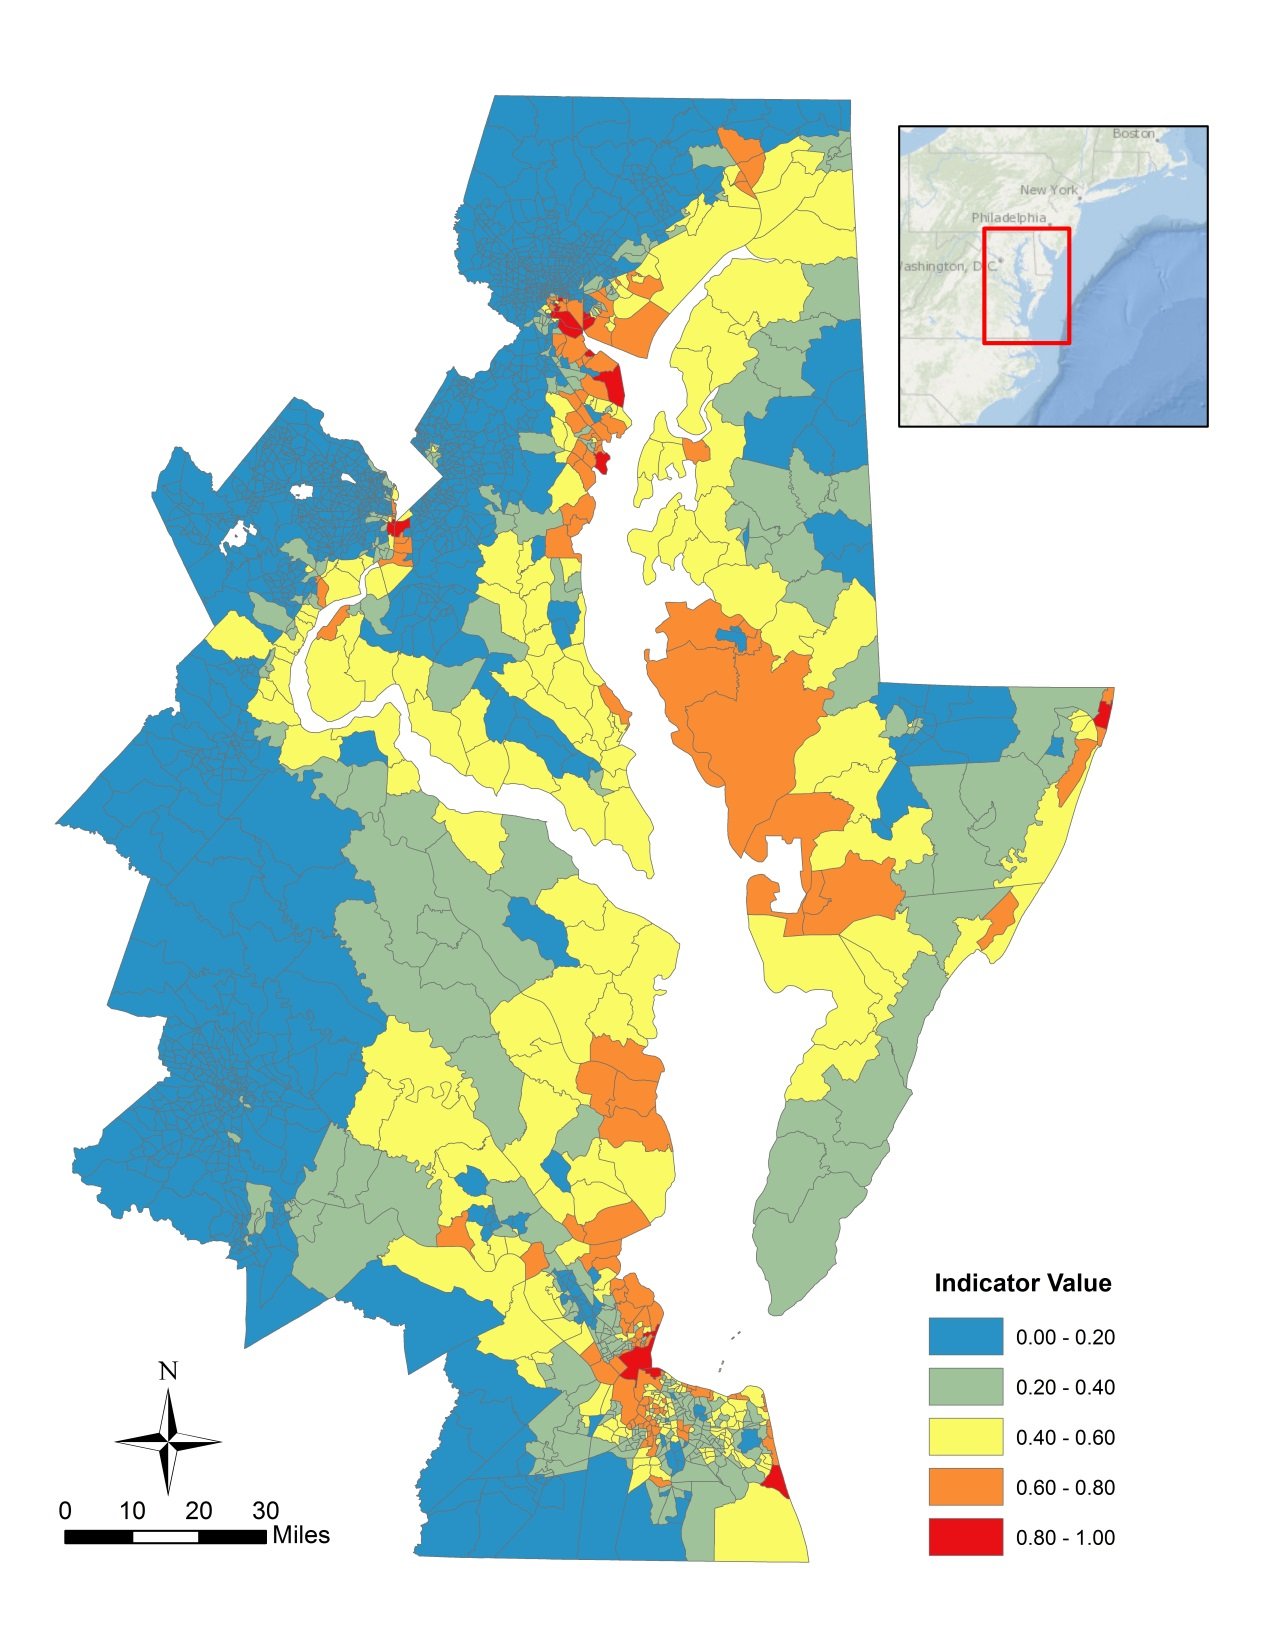 Boston
New York
Philadelphia
ashington, D.C.
Indicator Value
0.00 - 0.20
0.20 - 0.40
0.40 - 0.60
0.60 - 0.80
0.80 - 1.00
N
0 10 20 30
Miles